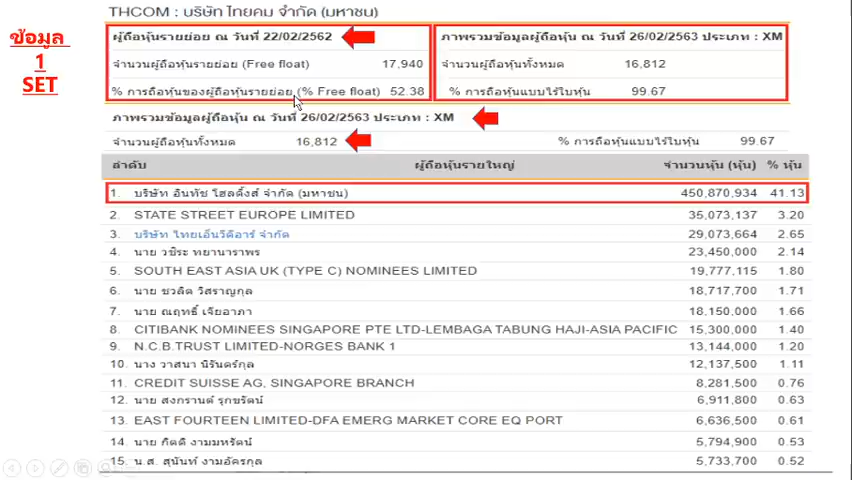 THCOM : บริษัท ไทยคม จำกัด (มหาชน)
ข้อมูล
1
SET
ผู้ถือหุ้นรายย่อย ณ วันที่ 22/02/2562
ภาพรวมข้อมูลผู้ถือหุ้น ณ วันที่ 26/02/2563 ประเภท : XM
จำนวนผู้ถือหุ้นรายย่อย (Free float) 17,940
จำนวนผู้ถือหุ้นทั้งหมด 16,812
% การถือหุ้นของผู้ถือหุ้นรายย่อย (% Free float) 52.38
% การถือหุ้นแบบไร้ใบหุ้น 99.67
ภาพรวมข้อมูลผู้ถือหุ้น ณ วันที่ 26/02/2563 ประเภท : XM
จำนวนผู้ถือหุ้นทั้งหมด 16,812 % การถือหุ้นแบบไร้ใบหุ้น 99.67
ลำดับ ผู้ถือหุ้นรายใหญ่ จำนวนหุ้น (หุ้น) % หุ้น
1. บริษัท อินทัช โฮลดิ้งส์ จำกัด (มหาชน) 450,870,934 41.13
2. STATE STREET EUROPE LIMITED 35,073,137 3.20
3. บริษัท ไทยเอ็นวีดีอาร์ จำกัด 29,073,664 2.65
4. นาย วชิระ ทยานาราพร 23,450,000 2.14
5. SOUTH EAST ASIA UK (TYPE C) NOMINEES LIMITED 19,777,115 1.80
6. นาย ชวลิต วิสราญกุล 18,717,700 1.71
7. นาย ณฤทธิ์ เจียอาภา 18,150,000 1.66
8. CITIBANK NOMINEES SINGAPORE PTE LTD-LEMBAGA TABUNG HAJI-ASIA PACIFIC 15,300,000 1.40
9. N.C.B.TRUST LIMITED-NORGES BANK 1 13,144,000 1.20
10. นาง วาสนา นิรันดร์กุล 12,137,500 1.11
11. CREDIT SUISSE AG, SINGAPORE BRANCH 8,281,500 0.76
12. นาย สงกรานต์ รุกขรัตน์ 6,911,800 0.63
13. EAST FOURTEEN LIMITED-DFA EMERG MARKET CORE EQ PORT 6,636,500 0.61
14. นาย กิตติ งามมหรัตน์ 5,794,900 0.53
15. น.ส. สุนันท์ งามอัครกุล 5,733,700 0.52